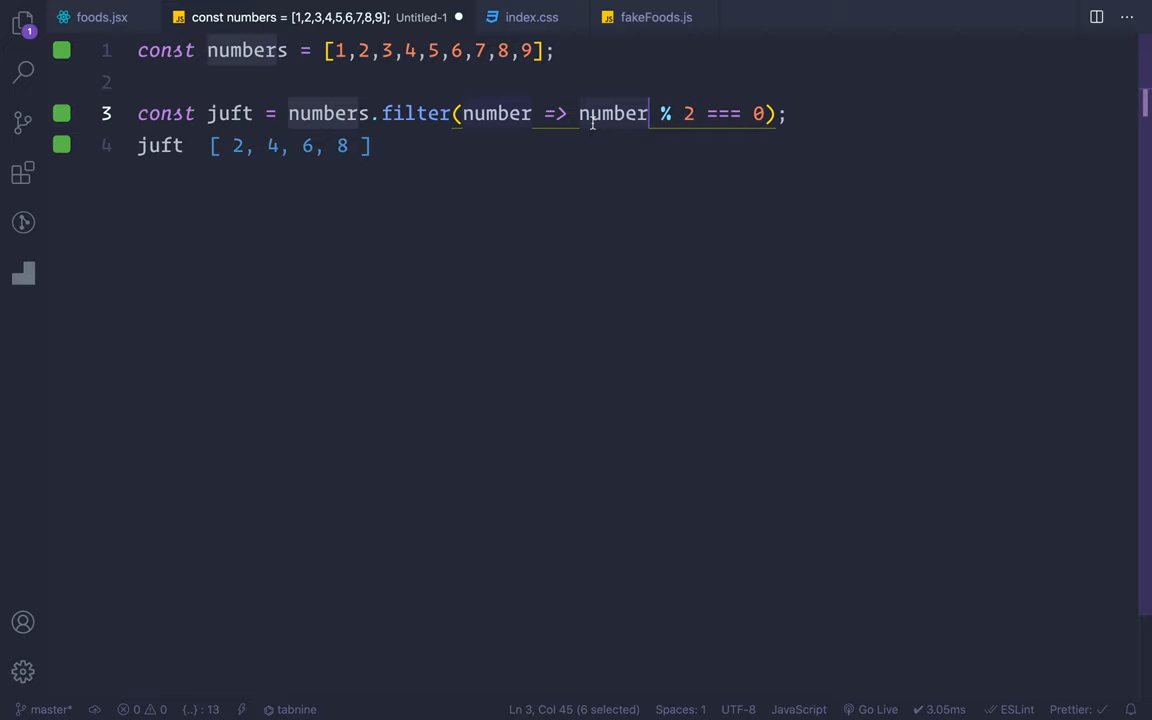 foods.jsx const numbers = [1,2,3,4,5,6,7,8,9]; Untitled-1 index.css fakeFoods.js
1
1 const numbers = [1,2,3,4,5,6,7,8,9];
2
3 const juft = numbers.filter(number => number % 2 === 0);
4 juft [ 2, 4, 6, 8 ]
master* 0 0 {..} : 13 tabnine Ln 3, Col 45 (6 selected) Spaces: 1 UTF-8 JavaScript Go Live ✓ 3.05ms ESLint Prettier: ✓